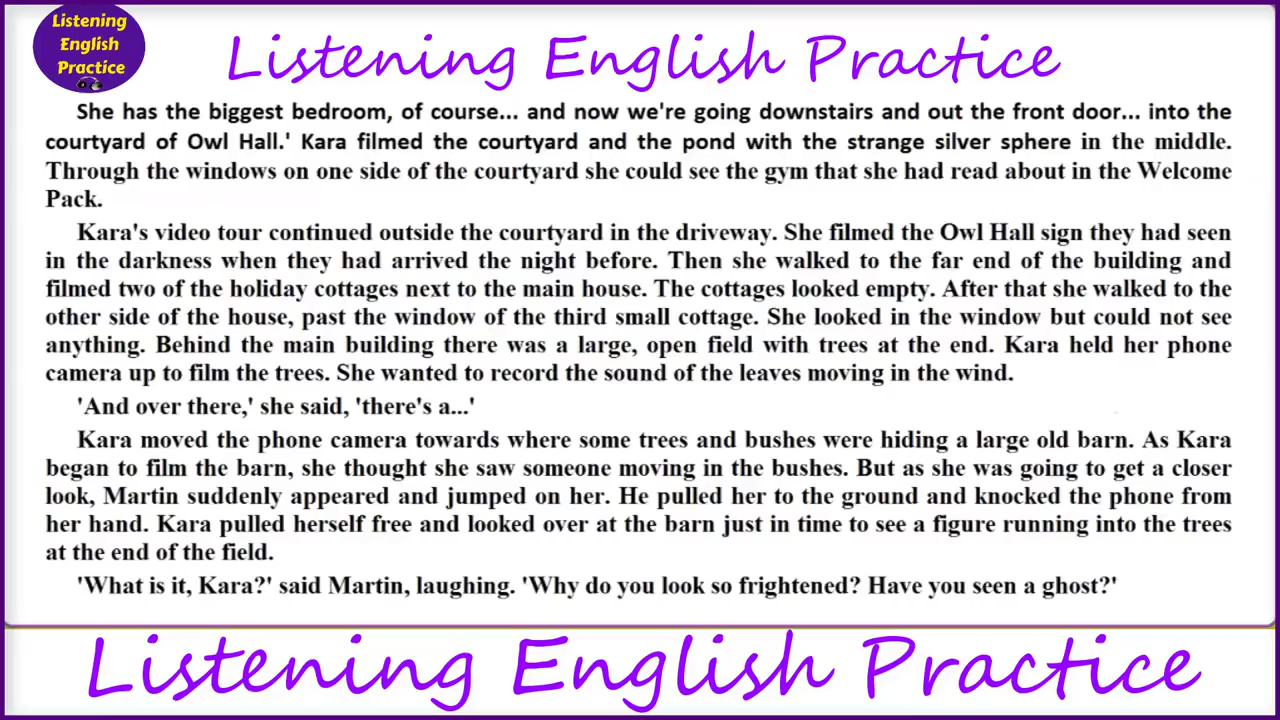 Listening
English
Practice
Listening English Practice
She has the biggest bedroom, of course... and now we're going downstairs and out the front door... into the
courtyard of Owl Hall.' Kara filmed the courtyard and the pond with the strange silver sphere in the middle.
Through the windows on one side of the courtyard she could see the gym that she had read about in the Welcome
Pack.
Kara's video tour continued outside the courtyard in the driveway. She filmed the Owl Hall sign they had seen
in the darkness when they had arrived the night before. Then she walked to the far end of the building and
filmed two of the holiday cottages next to the main house. The cottages looked empty. After that she walked to the
other side of the house, past the window of the third small cottage. She looked in the window but could not see
anything. Behind the main building there was a large, open field with trees at the end. Kara held her phone
camera up to film the trees. She wanted to record the sound of the leaves moving in the wind.
'And over there,' she said, 'there's a...'
Kara moved the phone camera towards where some trees and bushes were hiding a large old barn. As Kara
began to film the barn, she thought she saw someone moving in the bushes. But as she was going to get a closer
look, Martin suddenly appeared and jumped on her. He pulled her to the ground and knocked the phone from
her hand. Kara pulled herself free and looked over at the barn just in time to see a figure running into the trees
at the end of the field.
'What is it, Kara?' said Martin, laughing. 'Why do you look so frightened? Have you seen a ghost?'
Listening English Practice